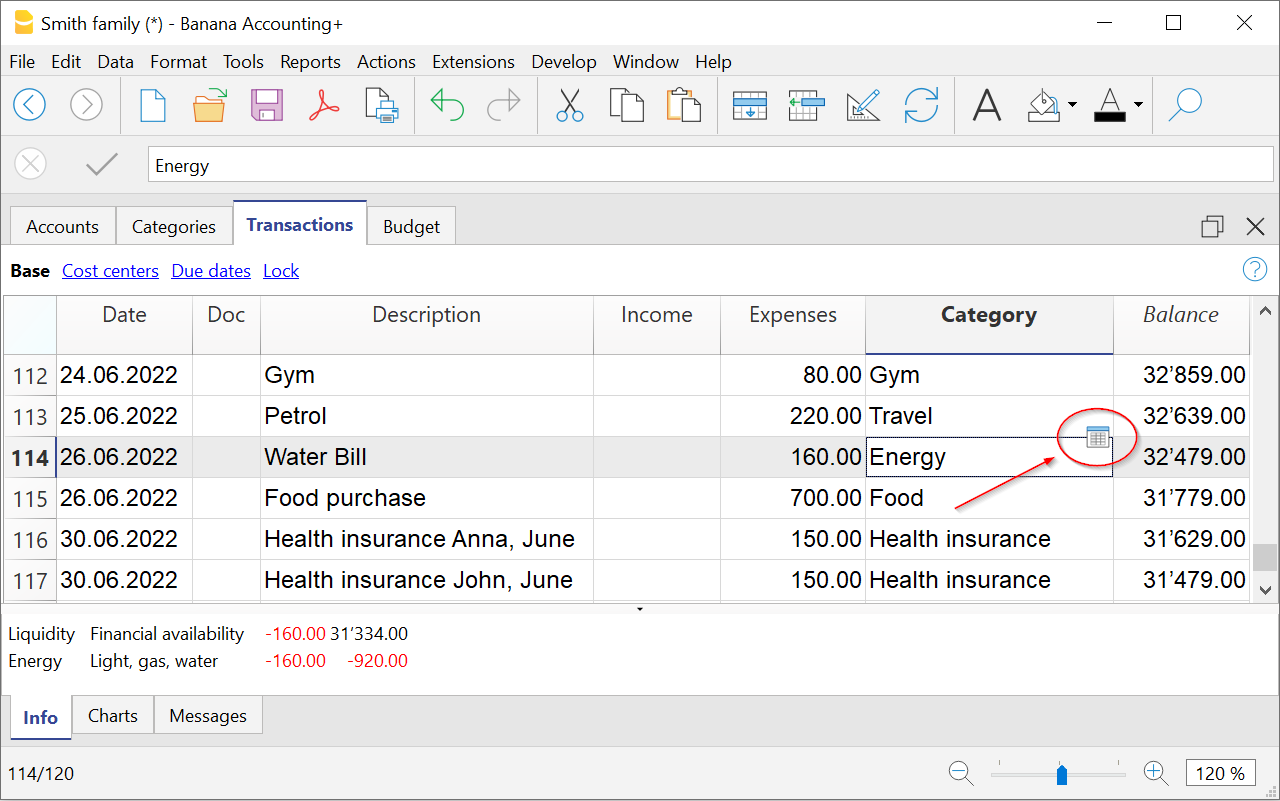 Smith family (*) - Banana Accounting+
File Edit Data Format Tools Reports Actions Extensions Develop Window Help
Energy
Accounts Categories Transactions Budget
Base Cost centers Due dates Lock
Date Doc Description Income Expenses Category Balance
112 24.06.2022 Gym 80.00 Gym 32’859.00
113 25.06.2022 Petrol 220.00 Travel 32’639.00
114 26.06.2022 Water Bill 160.00 Energy 32’479.00
115 26.06.2022 Food purchase 700.00 Food 31’779.00
116 30.06.2022 Health insurance Anna, June 150.00 Health insurance 31’629.00
117 30.06.2022 Health insurance John, June 150.00 Health insurance 31’479.00
Liquidity Financial availability -160.00 31’334.00
Energy Light, gas, water -160.00 -920.00
Info Charts Messages
114/120 120 %